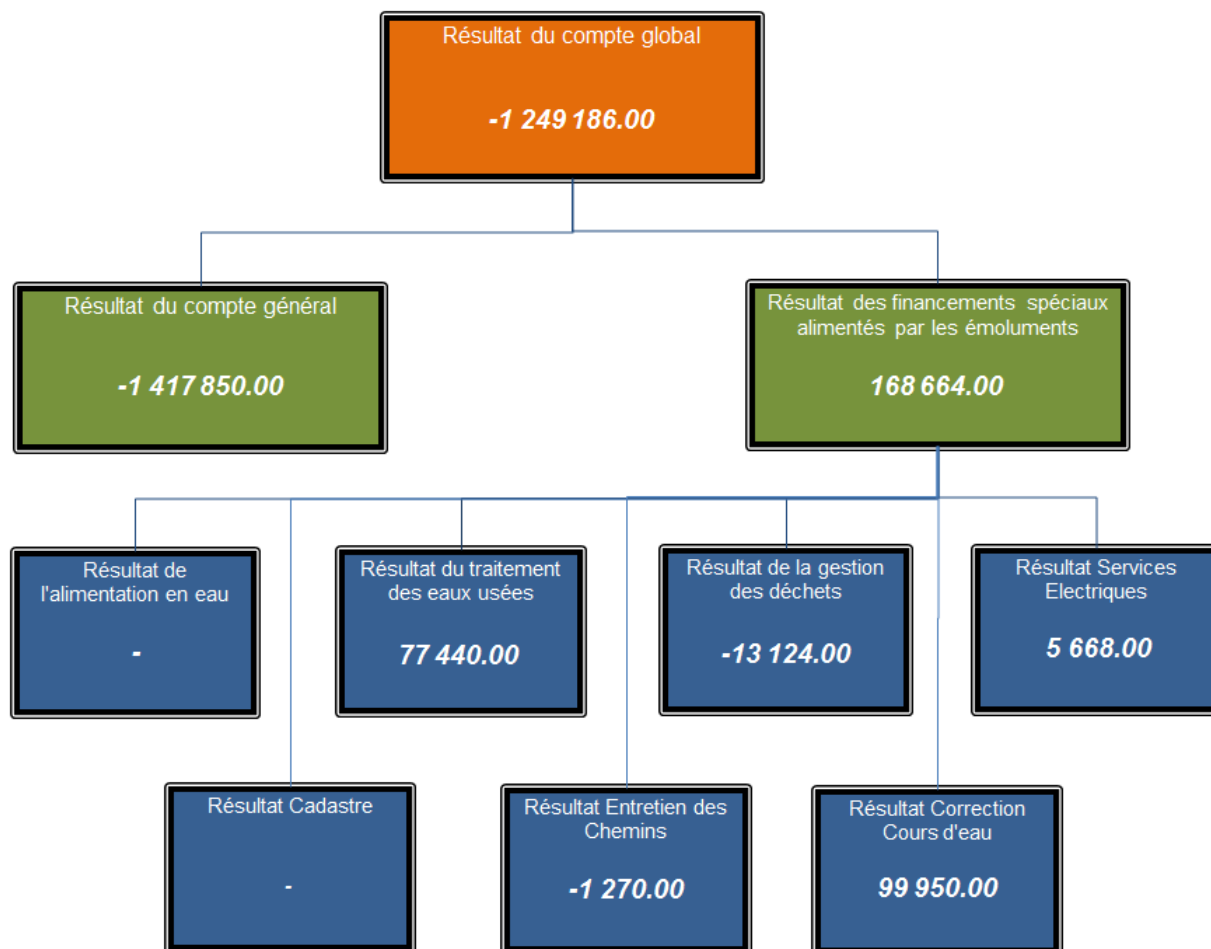 Résultat du compte global
-1 249 186.00
Résultat du compte général
-1 417 850.00
Résultat des financements spéciaux
alimentés par les émoluments
168 664.00
Résultat de
l'alimentation en eau
-
Résultat du traitement
des eaux usées
77 440.00
Résultat de la gestion
des déchets
-13 124.00
Résultat Services
Electriques
5 668.00
Résultat Cadastre
-
Résultat Entretien des
Chemins
-1 270.00
Résultat Correction
Cours d'eau
99 950.00